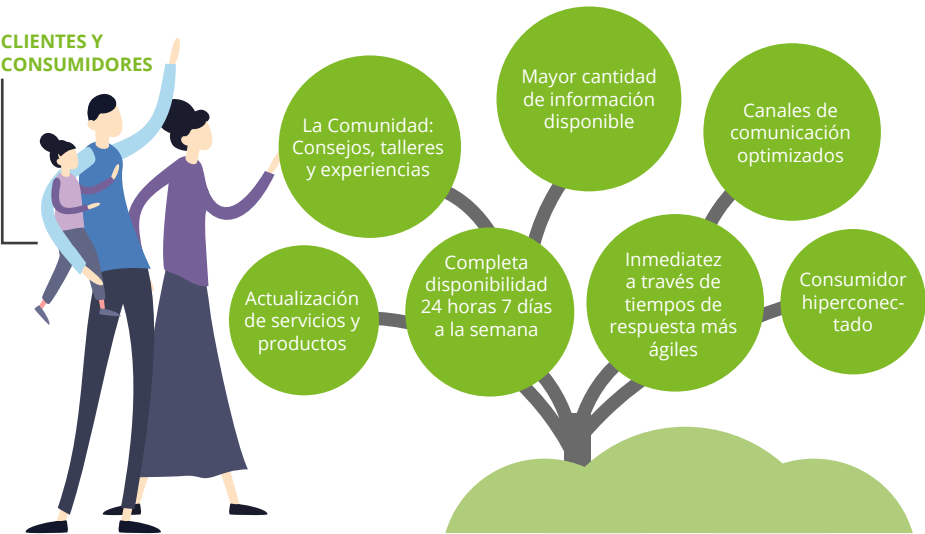 CLIENTES Y
CONSUMIDORES
La Comunidad:
Consejos, talleres
y experiencias
Mayor cantidad
de información
disponible
Canales de
comunicación
optimizados
Actualización
de servicios y
productos
Completa
disponibilidad
24 horas 7 días
a la semana
Inmediatez
a través de
tiempos de
respuesta más
ágiles
Consumidor
hiperconec-
tado